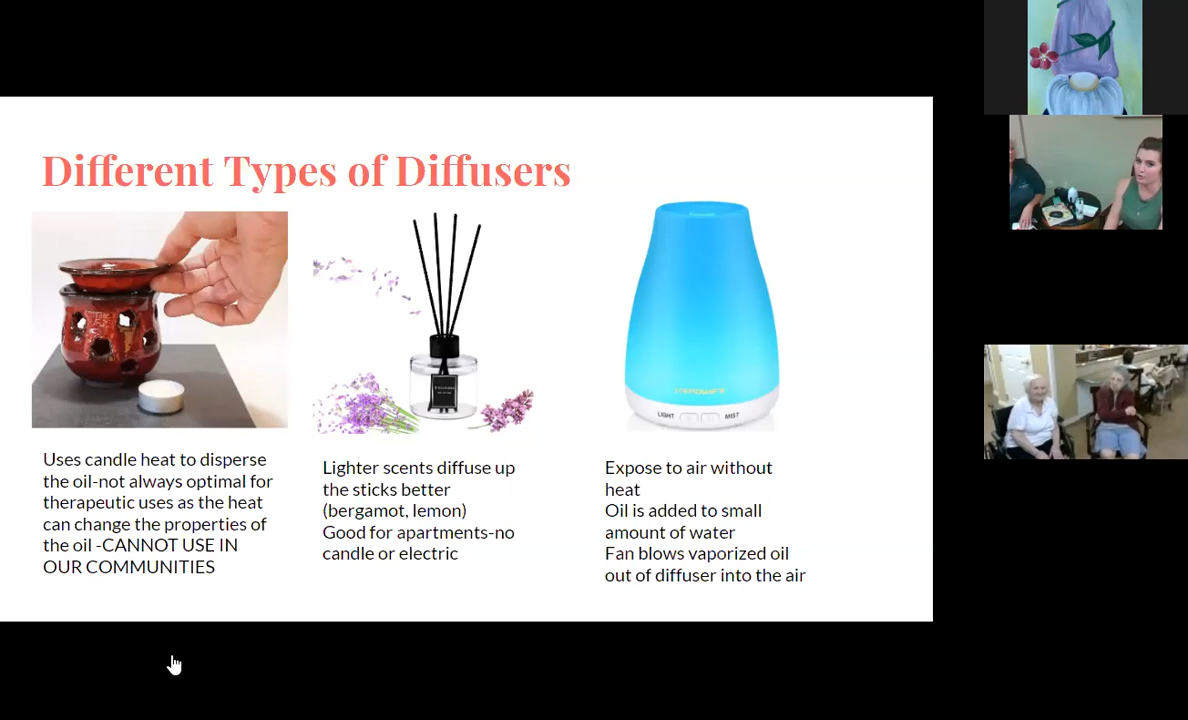 Different Types of Diffusers
Uses candle heat to disperse
the oil-not always optimal for
therapeutic uses as the heat
can change the properties of
the oil -CANNOT USE IN
OUR COMMUNITIES
Lighter scents diffuse up
the sticks better
(bergamot, lemon)
Good for apartments-no
candle or electric
LIGHT
MIST
Expose to air without
heat
Oil is added to small
amount of water
Fan blows vaporized oil
out of diffuser into the air